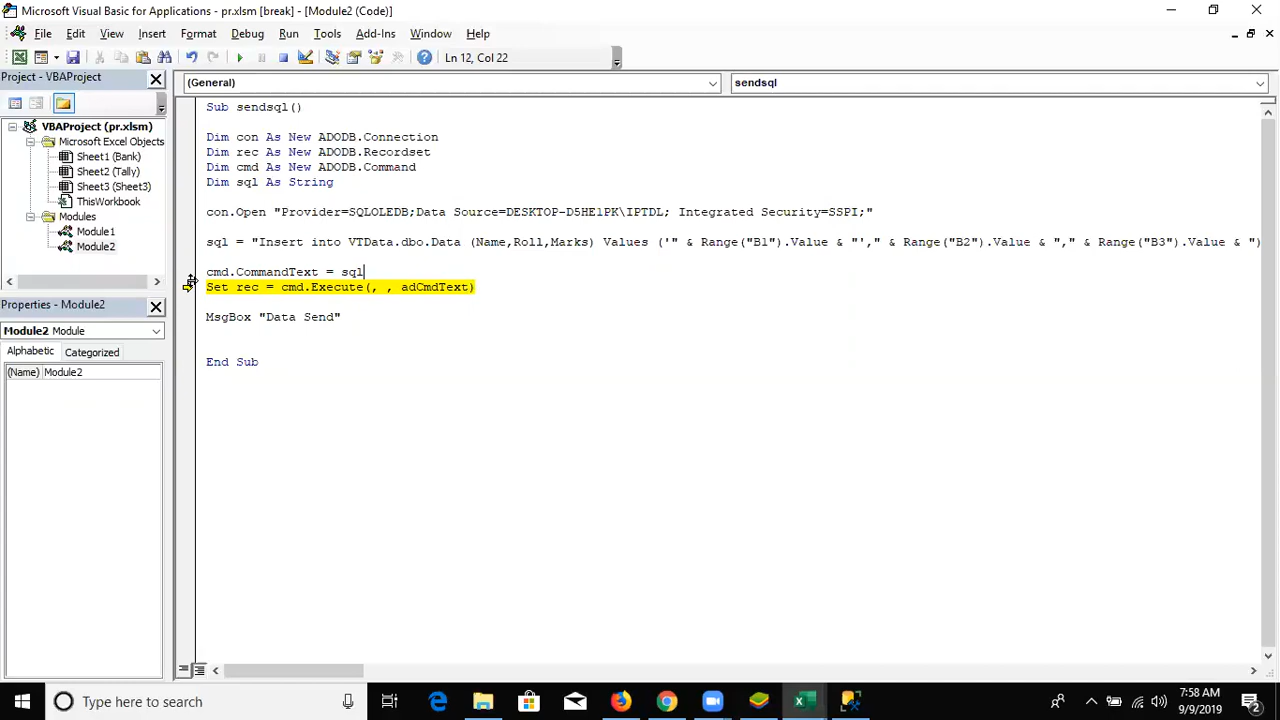 Microsoft Visual Basic for Applications - pr.xlsm [break] - [Module2 (Code)]
File Edit View Insert Format Debug Run Tools Add-Ins Window Help
Ln 12, Col 22
Project - VBAProject
(General)
sendsql
VBAProject (pr.xlsm)
Microsoft Excel Objects
Sheet1 (Bank)
Sheet2 (Tally)
Sheet3 (Sheet3)
ThisWorkbook
Modules
Module1
Module2
Properties - Module2
Module2 Module
Alphabetic Categorized
(Name) Module2
Sub sendsql()
Dim con As New ADODB.Connection
Dim rec As New ADODB.Recordset
Dim cmd As New ADODB.Command
Dim sql As String
con.Open "Provider=SQLOLEDB;Data Source=DESKTOP-D5HE1PK\IPTDL; Integrated Security=SSPI;"
sql = "Insert into VTData.dbo.Data (Name,Roll,Marks) Values ('" & Range("B1").Value & "'," & Range("B2").Value & "," & Range("B3").Value & ")
cmd.CommandText = sql
Set rec = cmd.Execute(, , adCmdText)
MsgBox "Data Send"
End Sub
Type here to search
7:58 AM
9/9/2019
2